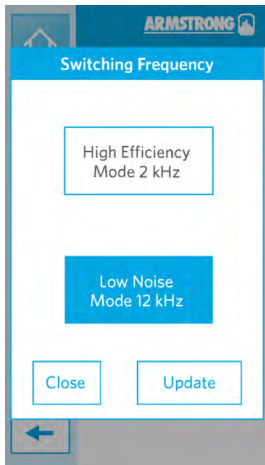 ARMSTRONG
Switching Frequency
High Efficiency
Mode 2 kHz
Low Noise
Mode 12 kHz
Close Update